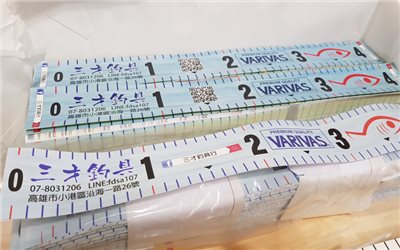 0 三才釣具 1 2 VARIVAS 3 4
07-8031206 LINE:fdsa107
高雄市小港區沿海一路26號
0 三才釣具 1 2 PREMIUM QUALITY VARIVAS 3 4
07-8031206 LINE:fdsa107
高雄市小港區沿海一路26號
0 三才釣具 1 三才釣具行 2 PREMIUM QUALITY VARIVAS 3
07-8031206 LINE:fdsa107
高雄市小港區沿海一路26號